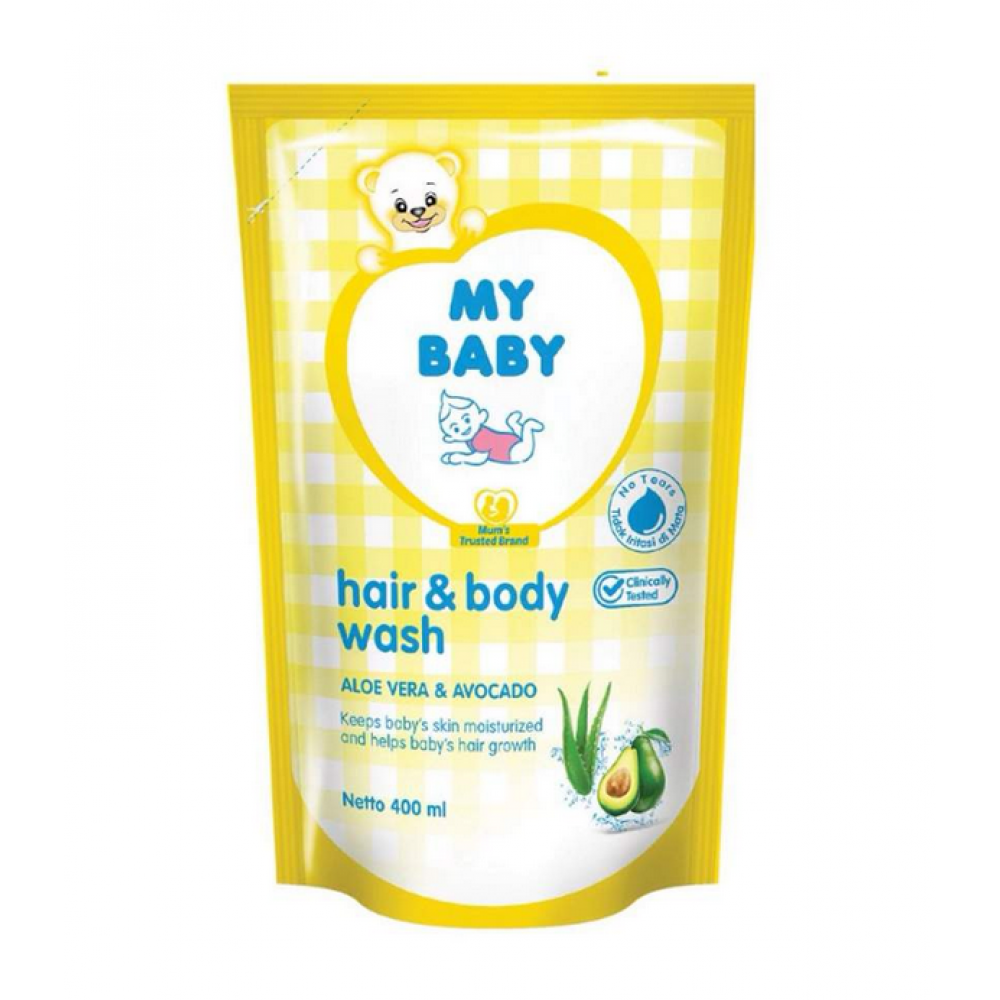 MY
BABY
Mum's
Trusted Brand
No Tears
Tidak Iritasi di Mata
Clinically
Tested
hair & body
wash
ALOE VERA & AVOCADO
Keeps baby's skin moisturized
and helps baby's hair growth
Netto 400 ml